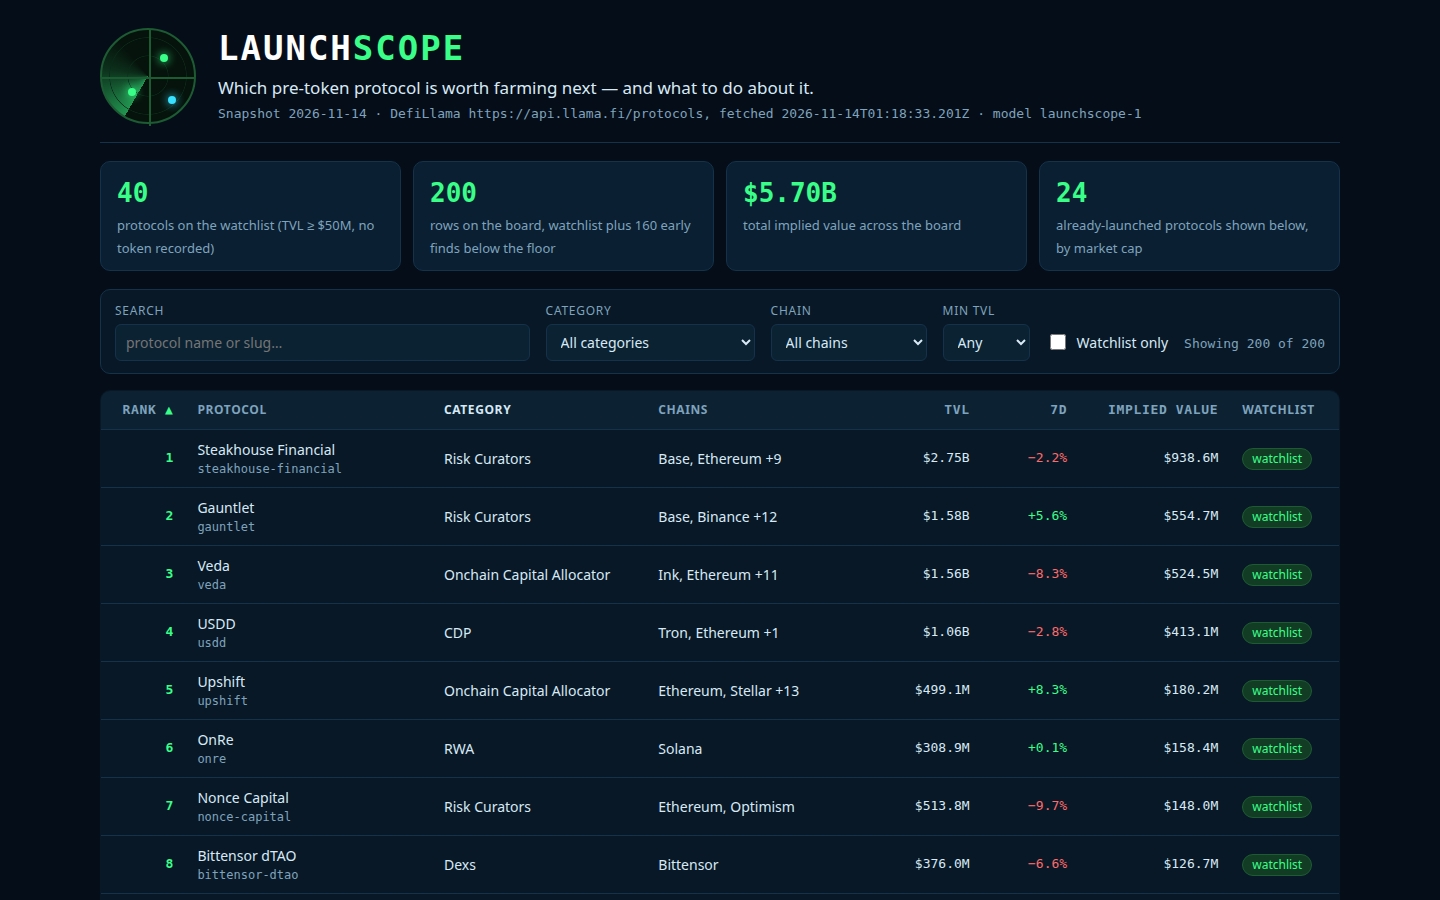 LAUNCHSCOPE
Which pre-token protocol is worth farming next — and what to do about it.
Snapshot 2026-11-14 · DefiLlama https://api.llama.fi/protocols, fetched 2026-11-14T01:18:33.201Z · model launchscope-1
40
protocols on the watchlist (TVL ≥ $50M, no
token recorded)
200
rows on the board, watchlist plus 160 early
finds below the floor
$5.70B
total implied value across the board
24
already-launched protocols shown below,
by market cap
SEARCH CATEGORY CHAIN MIN TVL
protocol name or slug... All categories All chains Any Watchlist only Showing 200 of 200
RANK ▲ PROTOCOL CATEGORY CHAINS TVL 7D IMPLIED VALUE WATCHLIST
1 Steakhouse Financial Risk Curators Base, Ethereum +9 $2.75B −2.2% $938.6M watchlist
steakhouse-financial
2 Gauntlet Risk Curators Base, Binance +12 $1.58B +5.6% $554.7M watchlist
gauntlet
3 Veda Onchain Capital Allocator Ink, Ethereum +11 $1.56B −8.3% $524.5M watchlist
veda
4 USDD CDP Tron, Ethereum +1 $1.06B −2.8% $413.1M watchlist
usdd
5 Upshift Onchain Capital Allocator Ethereum, Stellar +13 $499.1M +8.3% $180.2M watchlist
upshift
6 OnRe RWA Solana $308.9M +0.1% $158.4M watchlist
onre
7 Nonce Capital Risk Curators Ethereum, Optimism $513.8M −9.7% $148.0M watchlist
nonce-capital
8 Bittensor dTAO Dexs Bittensor $376.0M −6.6% $126.7M watchlist
bittensor-dtao